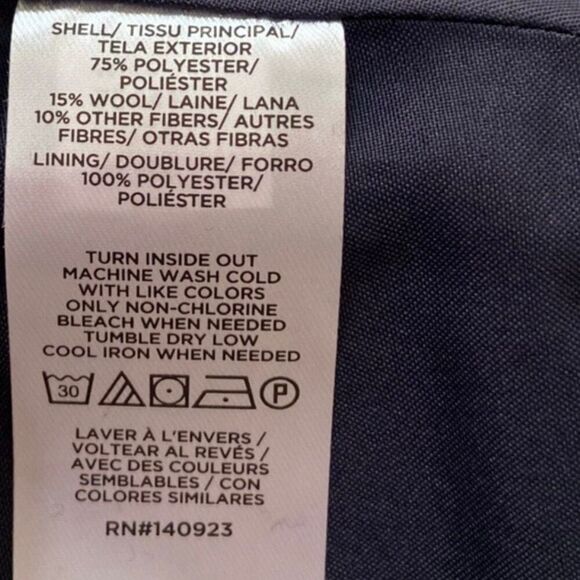 SHELL/ TISSU PRINCIPAL/
TELA EXTERIOR
75% POLYESTER/
POLIÉSTER
15% WOOL/ LAINE/ LANA
10% OTHER FIBERS/ AUTRES
FIBRES/ OTRAS FIBRAS
LINING/ DOUBLURE/ FORRO
100% POLYESTER/
POLIÉSTER
TURN INSIDE OUT
MACHINE WASH COLD
WITH LIKE COLORS
ONLY NON-CHLORINE
BLEACH WHEN NEEDED
TUMBLE DRY LOW
COOL IRON WHEN NEEDED
30 P
LAVER À L'ENVERS /
VOLTEAR AL REVÉS /
AVEC DES COULEURS
SEMBLABLES / CON
COLORES SIMILARES
RN#140923